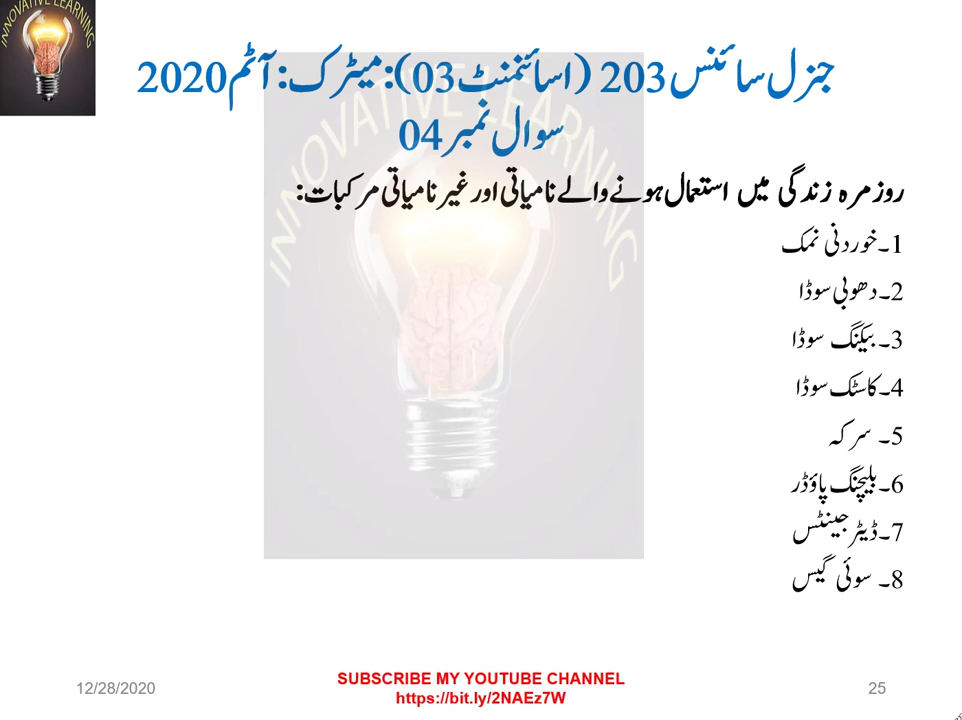 INNOVATIVE LEARNING
جنرل سائنس 203 (اسائنمنٹ 03): میٹرک: آٹم 2020
سوال نمبر 04
INNOVATIVE LEARNING
روزمرہ زندگی میں استعمال ہونے والے نامیاتی اور غیر نامیاتی مرکبات:
1۔خوردنی نمک
2۔دھوبی سوڈا
3۔بیکنگ سوڈا
4۔کاسٹک سوڈا
5۔ سرکہ
6۔بلیچنگ پاؤڈر
7۔ڈیٹرجینٹس
8۔ سوئی گیس
12/28/2020
SUBSCRIBE MY YOUTUBE CHANNEL
https://bit.ly/2NAEz7W
25